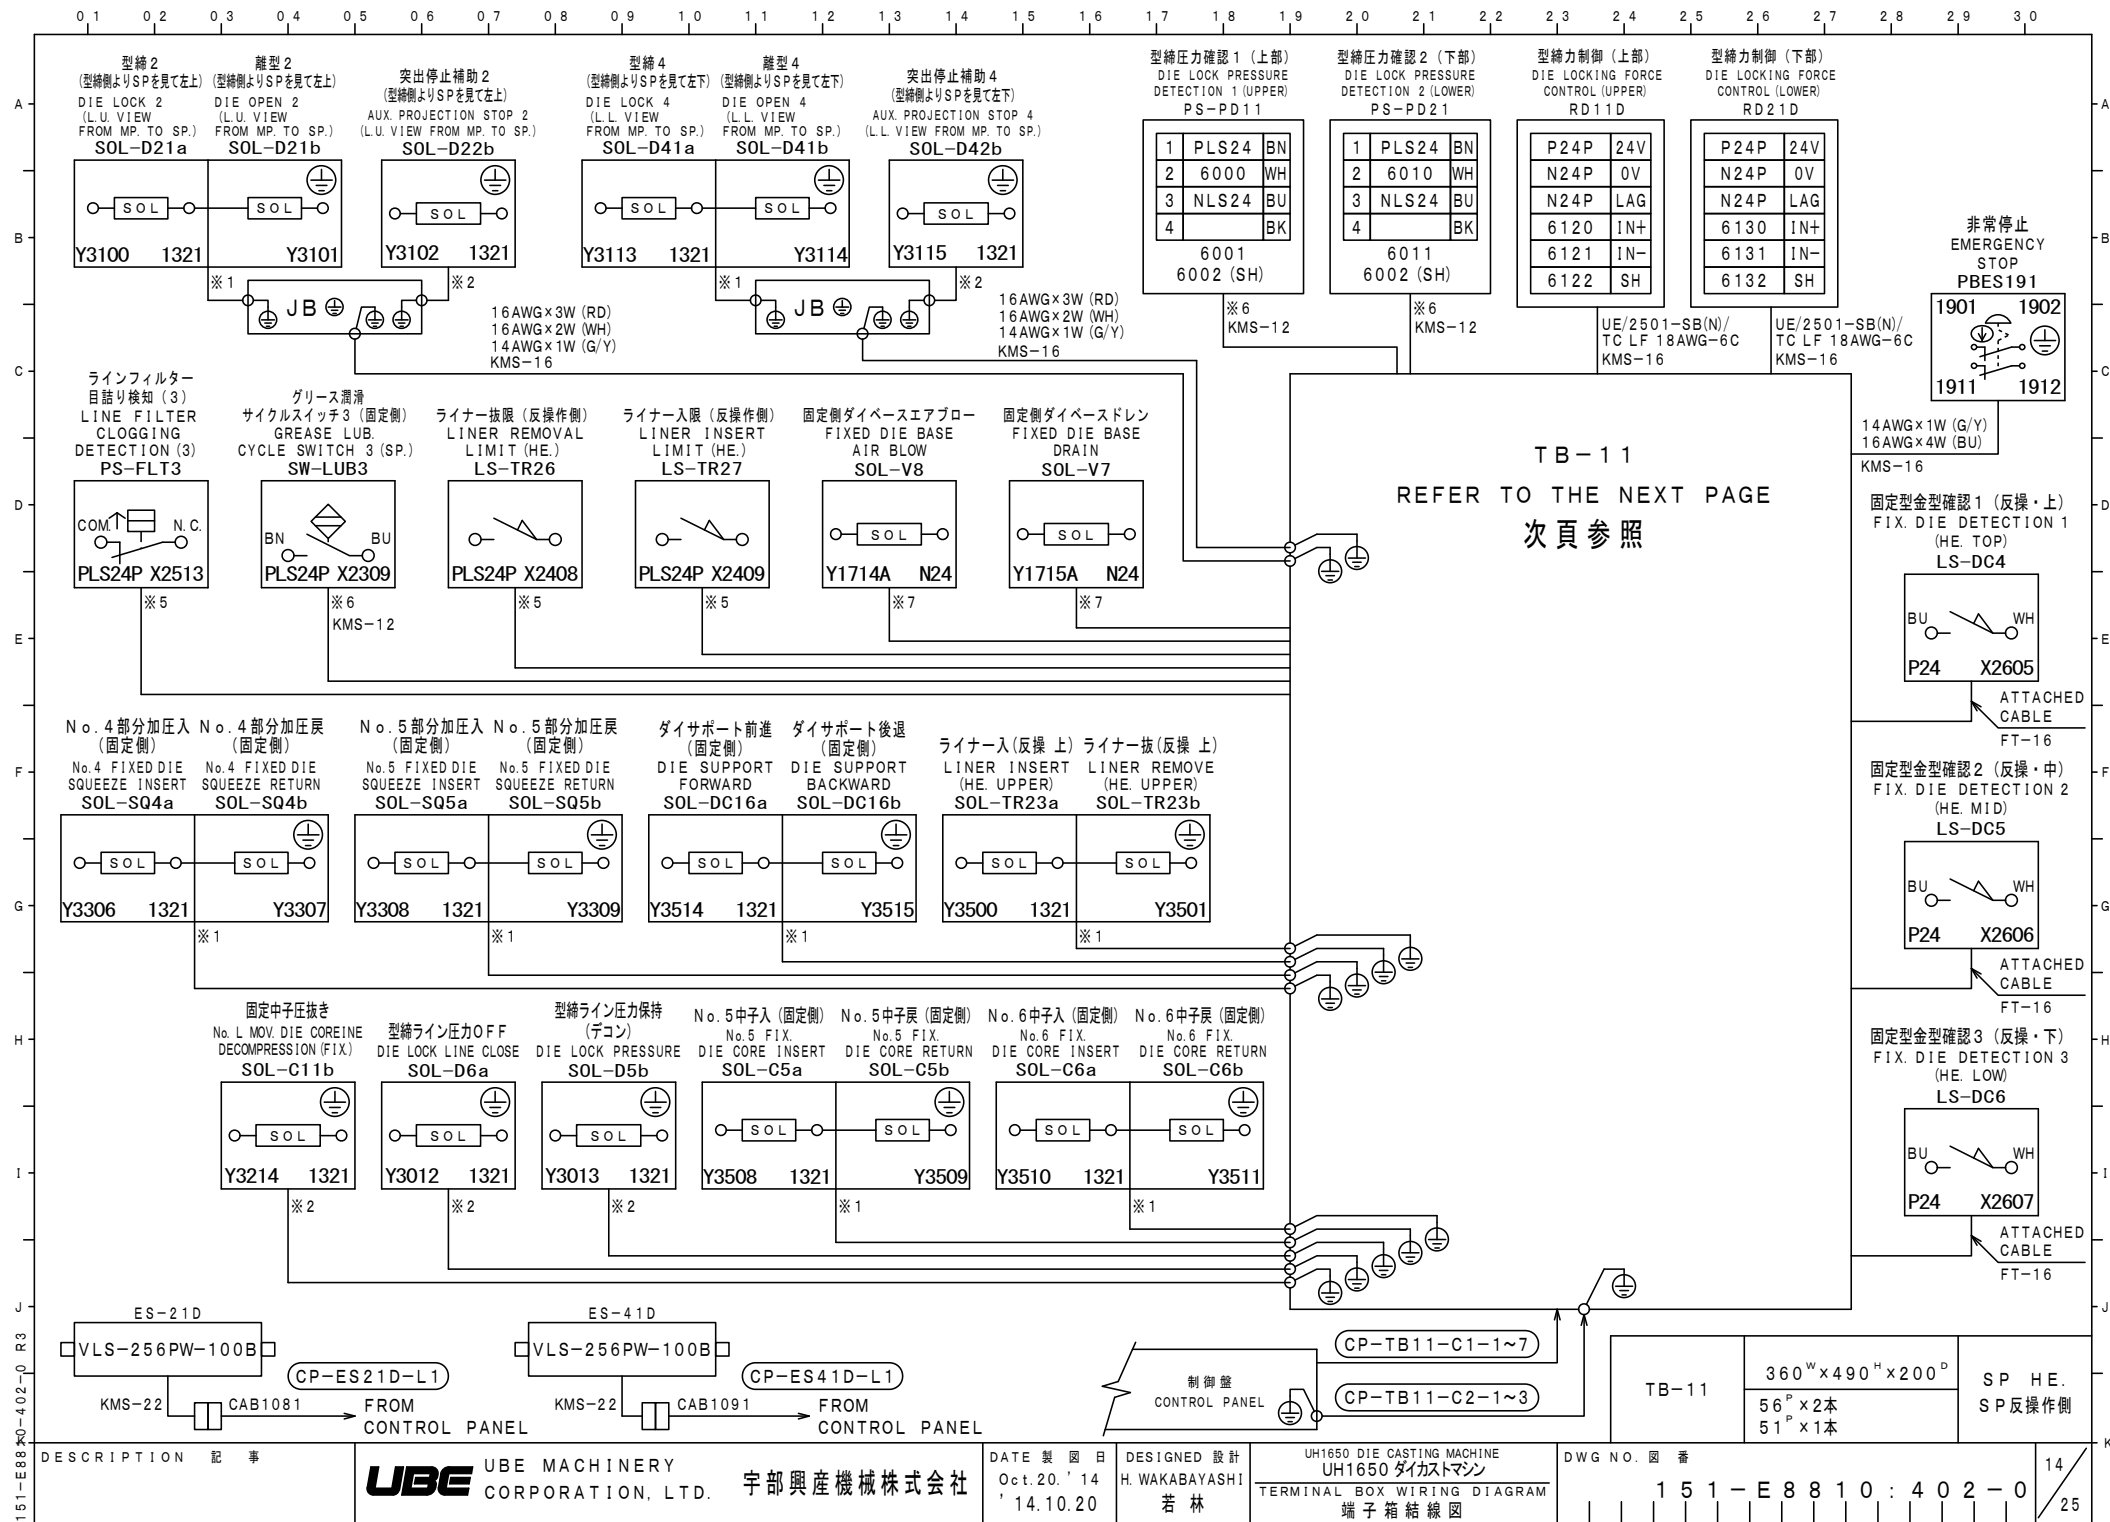 01 02 03 04 05 06 07 08 09 10 11 12 13 14 15 16 17 18 19 20 21 22 23 24 25 26 27 28 29 30
A
B
C
D
E
F
G
H
I
J
K
型締2
(型締側よりSPを見て左上)
DIE LOCK 2
(L.U. VIEW
FROM MP. TO SP.)
SOL-D21a
離型2
(型締側よりSPを見て左上)
DIE OPEN 2
(L.U. VIEW
FROM MP. TO SP.)
SOL-D21b
SOL
SOL
Y3100 1321 Y3101
※1
突出停止補助2
(型締側よりSPを見て左上)
AUX. PROJECTION STOP 2
(L.U. VIEW FROM MP. TO SP.)
SOL-D22b
SOL
Y3102 1321
※2
JB
16AWG×3W (RD)
16AWG×2W (WH)
14AWG×1W (G/Y)
KMS-16
型締4
(型締側よりSPを見て左下)
DIE LOCK 4
(L.L. VIEW
FROM MP. TO SP.)
SOL-D41a
離型4
(型締側よりSPを見て左下)
DIE OPEN 4
(L.L. VIEW
FROM MP. TO SP.)
SOL-D41b
SOL
SOL
Y3113 1321 Y3114
※1
突出停止補助4
(型締側よりSPを見て左下)
AUX. PROJECTION STOP 4
(L.L. VIEW FROM MP. TO SP.)
SOL-D42b
SOL
Y3115 1321
※2
JB
16AWG×3W (RD)
16AWG×2W (WH)
14AWG×1W (G/Y)
KMS-16
型締圧力確認1 (上部)
DIE LOCK PRESSURE
DETECTION 1 (UPPER)
PS-PD11
1 PLS24 BN
2 6000 WH
3 NLS24 BU
4 BK
6001
6002 (SH)
※6
KMS-12
型締圧力確認2 (下部)
DIE LOCK PRESSURE
DETECTION 2 (LOWER)
PS-PD21
1 PLS24 BN
2 6010 WH
3 NLS24 BU
4 BK
6011
6002 (SH)
※6
KMS-12
型締力制御 (上部)
DIE LOCKING FORCE
CONTROL (UPPER)
RD11D
P24P 24V
N24P 0V
N24P LAG
6120 IN+
6121 IN-
6122 SH
UE/2501-SB(N)/
TC LF 18AWG-6C
KMS-16
型締力制御 (下部)
DIE LOCKING FORCE
CONTROL (LOWER)
RD21D
P24P 24V
N24P 0V
N24P LAG
6130 IN+
6131 IN-
6132 SH
UE/2501-SB(N)/
TC LF 18AWG-6C
KMS-16
非常停止
EMERGENCY
STOP
PBES191
1901 1902
1911 1912
14AWG×1W (G/Y)
16AWG×4W (BU)
KMS-16
ラインフィルター
目詰り検知 (3)
LINE FILTER
CLOGGING
DETECTION (3)
PS-FLT3
COM. N.C.
PLS24P X2513
※5
グリース潤滑
サイクルスイッチ3 (固定側)
GREASE LUB.
CYCLE SWITCH 3 (SP.)
SW-LUB3
BN BU
PLS24P X2309
※6
KMS-12
ライナー抜限 (反操作側)
LINER REMOVAL
LIMIT (HE.)
LS-TR26
PLS24P X2408
※5
ライナー入限 (反操作側)
LINER INSERT
LIMIT (HE.)
LS-TR27
PLS24P X2409
※5
固定側ダイベースエアブロー
FIXED DIE BASE
AIR BLOW
SOL-V8
SOL
Y1714A N24
※7
固定側ダイベースドレン
FIXED DIE BASE
DRAIN
SOL-V7
SOL
Y1715A N24
※7
TB-11
REFER TO THE NEXT PAGE
次頁参照
固定型金型確認1 (反操・上)
FIX. DIE DETECTION 1
(HE. TOP)
LS-DC4
BU WH
P24 X2605
ATTACHED
CABLE
FT-16
No.4部分加圧入
(固定側)
No.4 FIXED DIE
SQUEEZE INSERT
SOL-SQ4a
No.4部分加圧戻
(固定側)
No.4 FIXED DIE
SQUEEZE RETURN
SOL-SQ4b
SOL
SOL
Y3306 1321 Y3307
※1
No.5部分加圧入
(固定側)
No.5 FIXED DIE
SQUEEZE INSERT
SOL-SQ5a
No.5部分加圧戻
(固定側)
No.5 FIXED DIE
SQUEEZE RETURN
SOL-SQ5b
SOL
SOL
Y3308 1321 Y3309
※1
ダイサポート前進
(固定側)
DIE SUPPORT
FORWARD
SOL-DC16a
ダイサポート後退
(固定側)
DIE SUPPORT
BACKWARD
SOL-DC16b
SOL
SOL
Y3514 1321 Y3515
※1
ライナー入(反操 上)
LINER INSERT
(HE. UPPER)
SOL-TR23a
ライナー抜(反操 上)
LINER REMOVE
(HE. UPPER)
SOL-TR23b
SOL
SOL
Y3500 1321 Y3501
※1
固定型金型確認2 (反操・中)
FIX. DIE DETECTION 2
(HE. MID)
LS-DC5
BU WH
P24 X2606
ATTACHED
CABLE
FT-16
固定中子圧抜き
No. L MOV. DIE COREINE
DECOMPRESSION (FIX.)
SOL-C11b
SOL
Y3214 1321
※2
型締ライン圧力OFF
DIE LOCK LINE CLOSE
SOL-D6a
SOL
Y3012 1321
※2
型締ライン圧力保持
(デコン)
DIE LOCK PRESSURE
SOL-D5b
SOL
Y3013 1321
※2
No.5中子入 (固定側)
No.5 FIX.
DIE CORE INSERT
SOL-C5a
No.5中子戻 (固定側)
No.5 FIX.
DIE CORE RETURN
SOL-C5b
SOL
SOL
Y3508 1321 Y3509
※1
No.6中子入 (固定側)
No.6 FIX.
DIE CORE INSERT
SOL-C6a
No.6中子戻 (固定側)
No.6 FIX.
DIE CORE RETURN
SOL-C6b
SOL
SOL
Y3510 1321 Y3511
※1
固定型金型確認3 (反操・下)
FIX. DIE DETECTION 3
(HE. LOW)
LS-DC6
BU WH
P24 X2607
ATTACHED
CABLE
FT-16
ES-21D
VLS-256PW-100B
CP-ES21D-L1
KMS-22
CAB1081
FROM
CONTROL PANEL
ES-41D
VLS-256PW-100B
CP-ES41D-L1
KMS-22
CAB1091
FROM
CONTROL PANEL
制御盤
CONTROL PANEL
CP-TB11-C1-1~7
CP-TB11-C2-1~3
TB-11
360W×490H×200D
56P×2本
51P×1本
SP HE.
SP反操作側
DESCRIPTION 記事
UBE
UBE MACHINERY
CORPORATION, LTD.
宇部興産機械株式会社
DATE 製図日
Oct.20.'14
'14.10.20
DESIGNED 設計
H. WAKABAYASHI
若林
UH1650 DIE CASTING MACHINE
UH1650 ダイカストマシン
TERMINAL BOX WIRING DIAGRAM
端子箱結線図
DWG NO. 図番
151-E8810:402-0
14/25
151-E8810-402-0 R3